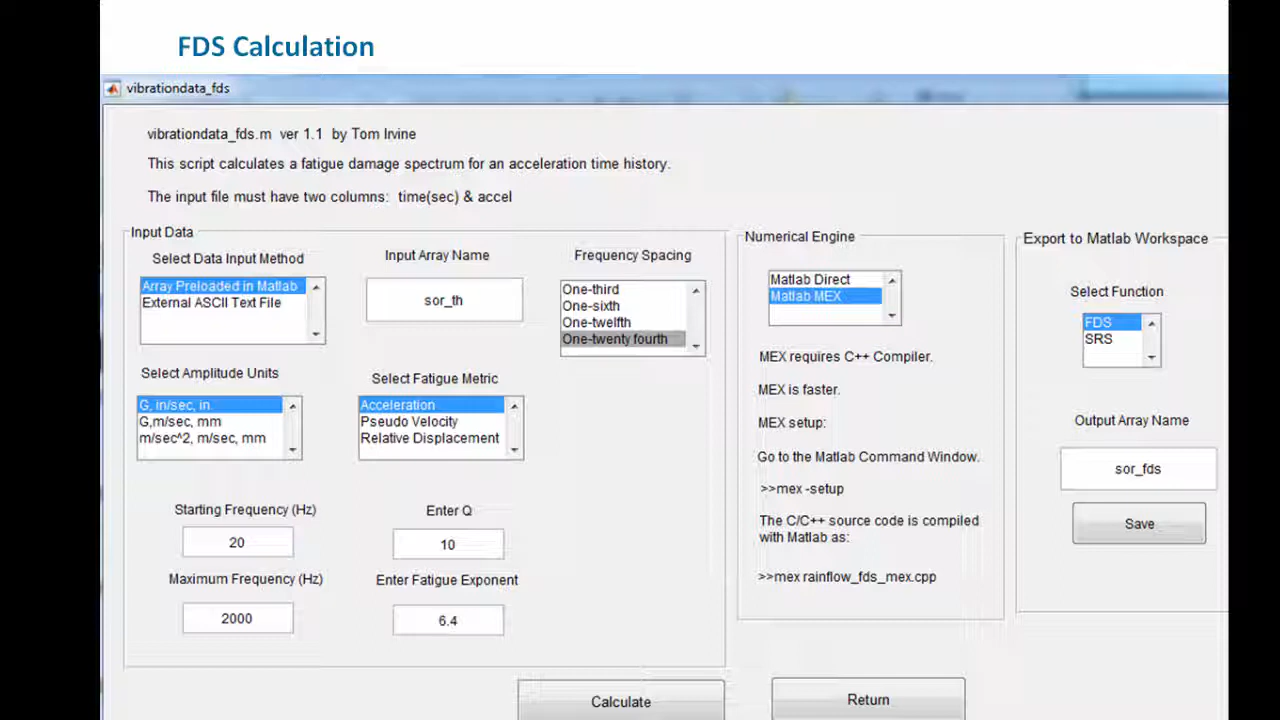 FDS Calculation
vibrationdata_fds
vibrationdata_fds.m ver 1.1 by Tom Irvine
This script calculates a fatigue damage spectrum for an acceleration time history.
The input file must have two columns: time(sec) & accel
Input Data
Select Data Input Method
Array Preloaded in Matlab
External ASCII Text File
Input Array Name
sor_th
Frequency Spacing
One-third
One-sixth
One-twelfth
One-twenty fourth
Select Amplitude Units
G, in/sec, in
G,m/sec, mm
m/sec^2, m/sec, mm
Select Fatigue Metric
Acceleration
Pseudo Velocity
Relative Displacement
Starting Frequency (Hz)
20
Enter Q
10
Maximum Frequency (Hz)
2000
Enter Fatigue Exponent
6.4
Numerical Engine
Matlab Direct
Matlab MEX
MEX requires C++ Compiler.
MEX is faster.
MEX setup:
Go to the Matlab Command Window.
>>mex -setup
The C/C++ source code is compiled
with Matlab as:
>>mex rainflow_fds_mex.cpp
Export to Matlab Workspace
Select Function
FDS
SRS
Output Array Name
sor_fds
Save
Calculate
Return